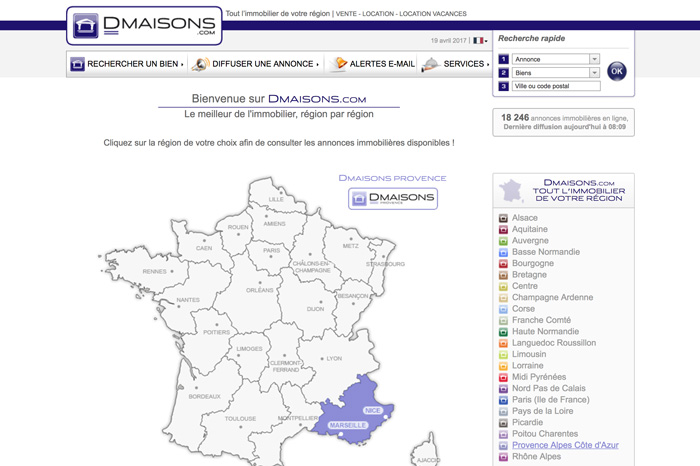 DMAISONS
.COM
Tout l'immobilier de votre région | VENTE - LOCATION - LOCATION VACANCES
19 avril 2017
RECHERCHER UN BIEN
DIFFUSER UNE ANNONCE
ALERTES E-MAIL
SERVICES
Recherche rapide
1 Annonce
2 Biens
3 Ville ou code postal
OK
Bienvenue sur DMAISONS.COM
Le meilleur de l'immobilier, région par région
18 246 annonces immobilières en ligne,
Dernière diffusion aujourd'hui à 08:09
Cliquez sur la région de votre choix afin de consulter les annonces immobilières disponibles !
DMAISONS PROVENCE
DMAISONS
LILLE
AMIENS
ROUEN
CAEN
PARIS
METZ
CHÂLONS-EN-
CHAMPAGNE
STRASBOURG
RENNES
ORLÉANS
NANTES
DIJON
BESANÇON
POITIERS
LIMOGES
CLERMONT-
FERRAND
LYON
BORDEAUX
TOULOUSE
MONTPELLIER
NICE
MARSEILLE
AJACCIO
DMAISONS.COM
TOUT L'IMMOBILIER
DE VOTRE RÉGION
Alsace
Aquitaine
Auvergne
Basse Normandie
Bourgogne
Bretagne
Centre
Champagne Ardenne
Corse
Franche Comté
Haute Normandie
Languedoc Roussillon
Limousin
Lorraine
Midi Pyrénées
Nord Pas de Calais
Paris (Ile de France)
Pays de la Loire
Picardie
Poitou Charentes
Provence Alpes Côte d'Azur
Rhône Alpes